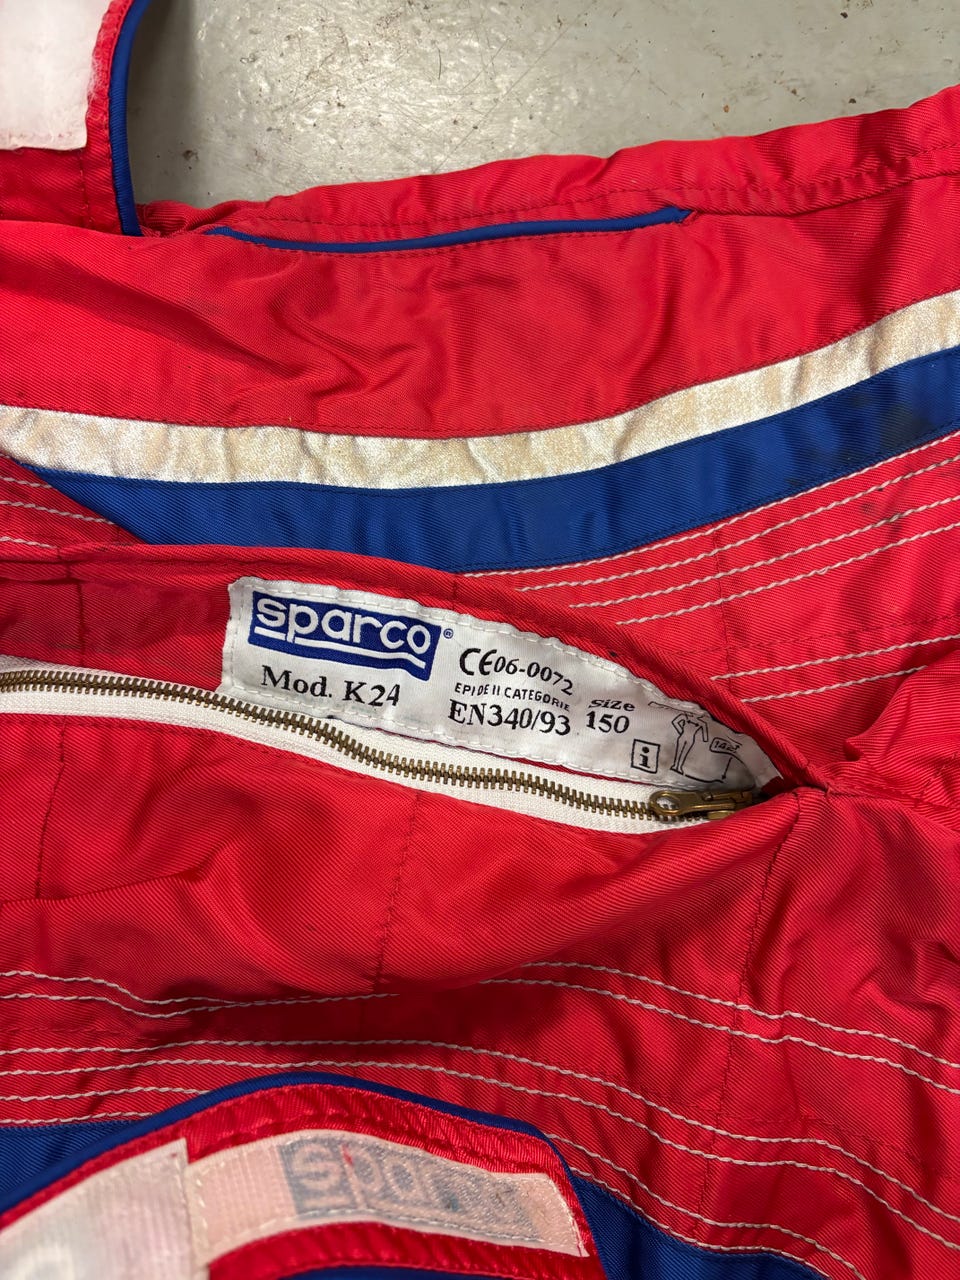 sparco®
Mod. K24
CE06-0072
EPI DE II CATEGORIE
EN340/93
size
150
i
sparco